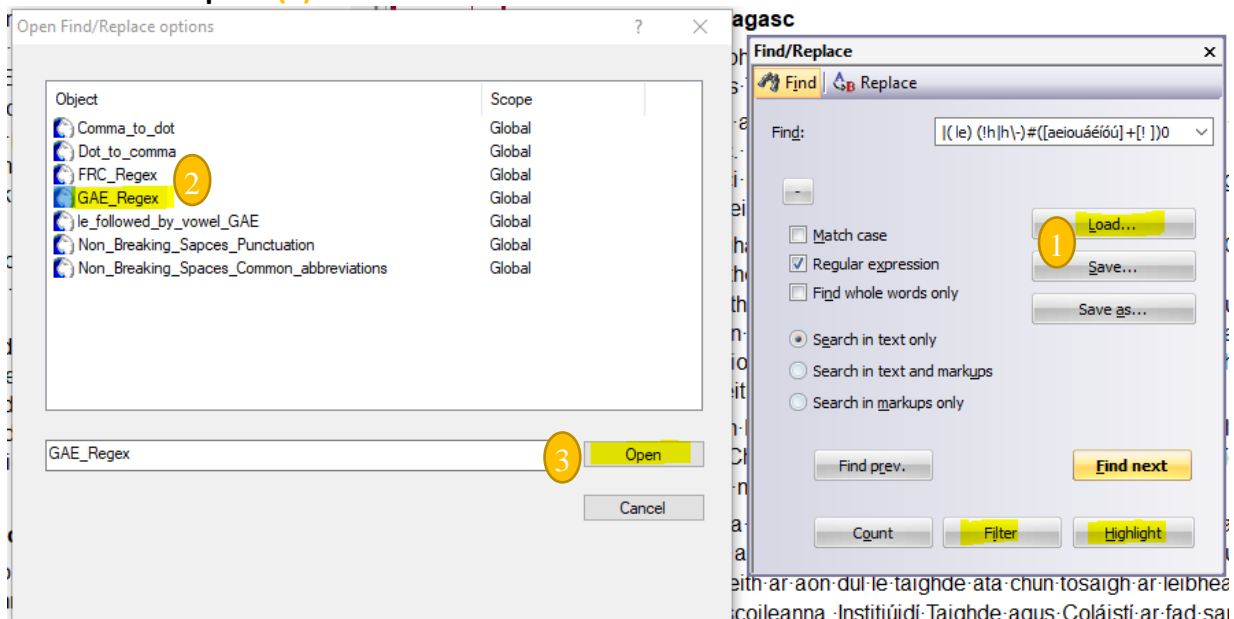 agasc
Open Find/Replace options ? ×
Object Scope
Comma_to_dot Global
Dot_to_comma Global
FRC_Regex Global
GAE_Regex Global
le_followed_by_vowel_GAE Global
Non_Breaking_Sapces_Punctuation Global
Non_Breaking_Spaces_Common_abbreviations Global
2
GAE_Regex
3
Open
Cancel
Find/Replace ×
Find Replace
Find: |( le) (!h|h\-)#([aeiouáéíóú]+[! ])0
-
Match case
Regular expression
Find whole words only
1
Load...
Save...
Save as...
Search in text only
Search in text and markups
Search in markups only
Find prev. Find next
Count Filter Highlight
eith·ar·aon·dul·le·taighde·atá·chun·tosaigh·ar·leibhea
scoileanna,·Institiúidí·Taighde·agus·Coláistí·ar·fad·sa